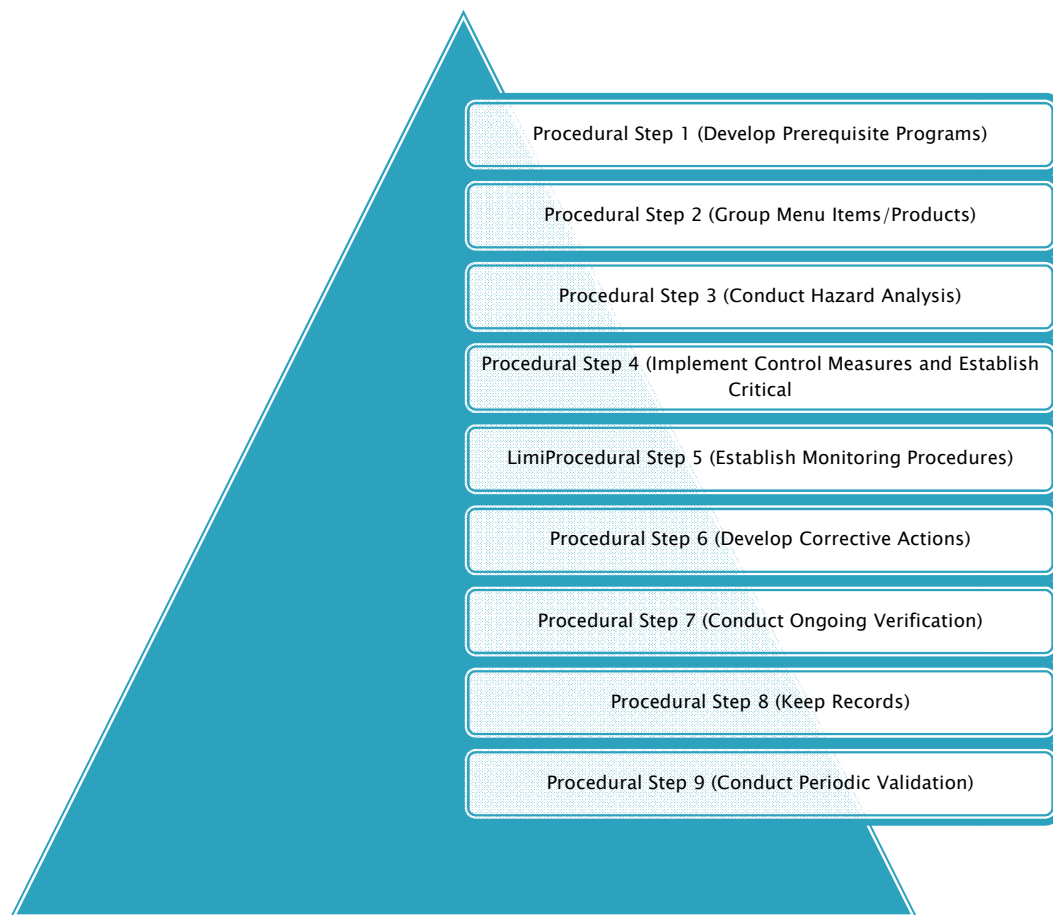 Procedural Step 1 (Develop Prerequisite Programs)
Procedural Step 2 (Group Menu Items/Products)
Procedural Step 3 (Conduct Hazard Analysis)
Procedural Step 4 (Implement Control Measures and Establish
Critical
LimiProcedural Step 5 (Establish Monitoring Procedures)
Procedural Step 6 (Develop Corrective Actions)
Procedural Step 7 (Conduct Ongoing Verification)
Procedural Step 8 (Keep Records)
Procedural Step 9 (Conduct Periodic Validation)